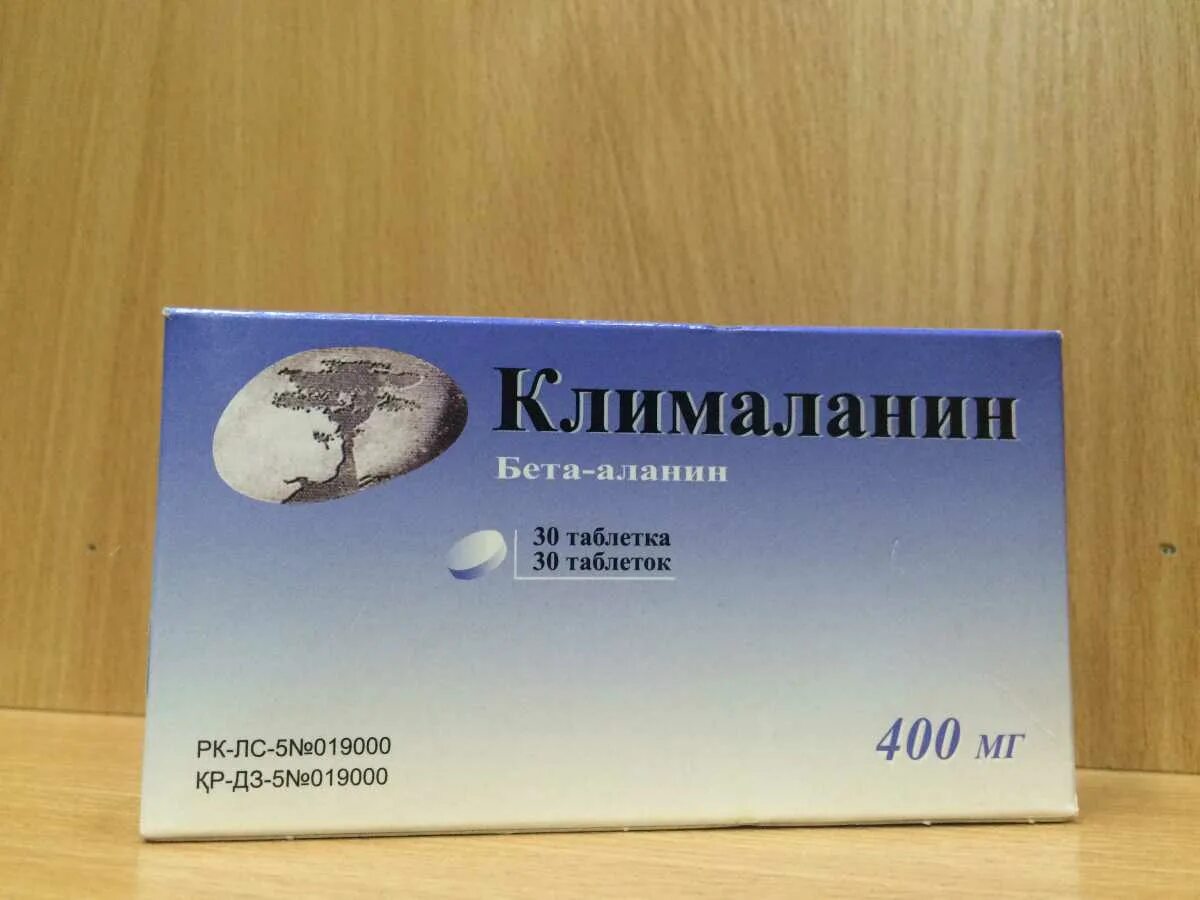 Клималанин
Бета-аланин
30 таблетка
30 таблеток
400 мг
РК-ЛС-5№019000
ҚР-ДЗ-5№019000